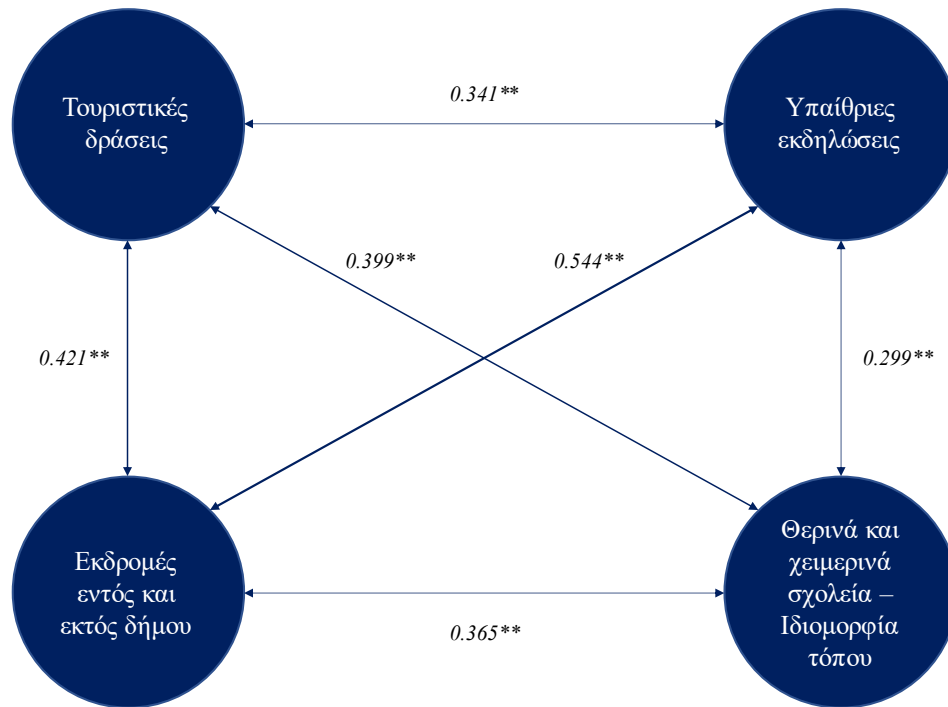 Τουριστικές
δράσεις
0.341**
Υπαίθριες
εκδηλώσεις
0.399**
0.544**
0.421**
0.299**
Εκδρομές
εντός και
εκτός δήμου
0.365**
Θερινά και
χειμερινά
σχολεία –
Ιδιομορφία
τόπου